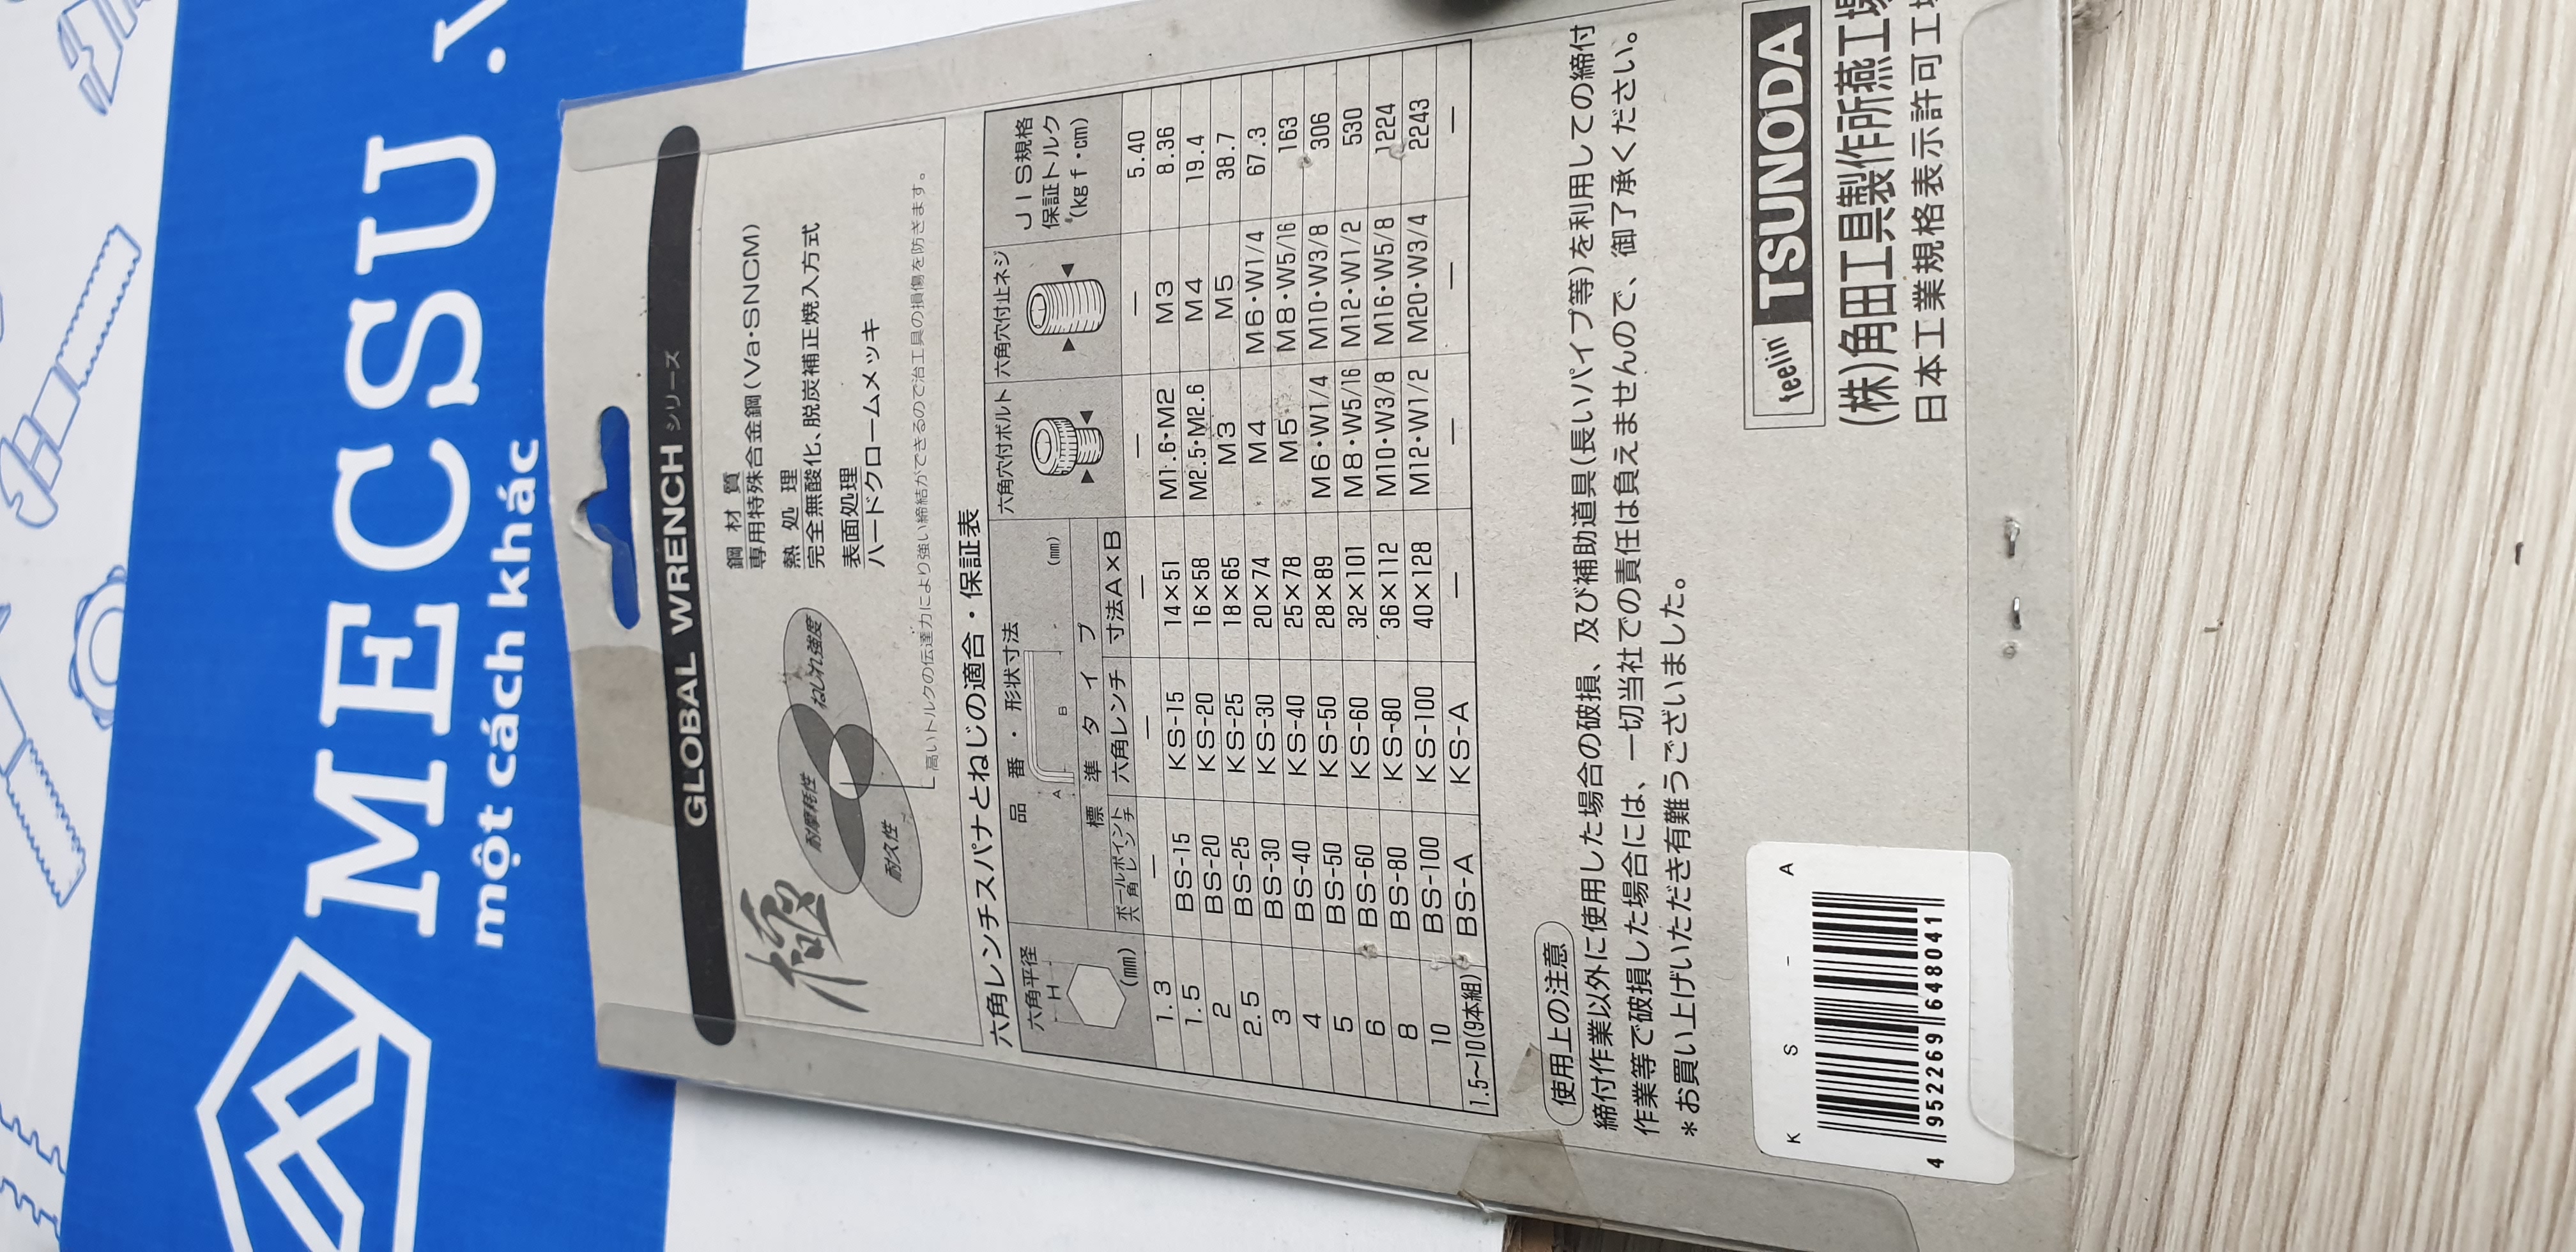 MECSU.V
một cách khác
GLOBAL WRENCH シリーズ
極
耐摩耗性
ねじれ強度
耐久性
鋼材質
専用特殊合金鋼(Va・SNCM)
熱処理
完全無酸化、脱炭補正焼入方式
表面処理
ハードクロームメッキ
高いトルクの伝達力により強い締結ができるので治工具の損傷を防ぎます。
六角レンチスパナとねじの適合・保証表
六角平径 品番・形状寸法 (mm) 六角穴付ボルト 六角穴付止ネジ JIS規格
保証トルク
(kgf・cm)
H A B
標準タイプ
(mm) ボールポイント
六角レンチ 六角レンチ 寸法A×B
1.3 — — — — — 5.40
1.5 BS-15 KS-15 14×51 M1.6・M2 M3 8.36
2 BS-20 KS-20 16×58 M2.5・M2.6 M4 19.4
2.5 BS-25 KS-25 18×65 M3 M5 38.7
3 BS-30 KS-30 20×74 M4 M6・W1/4 67.3
4 BS-40 KS-40 25×78 M5 M8・W5/16 163
5 BS-50 KS-50 28×89 M6・W1/4 M10・W3/8 306
6 BS-60 KS-60 32×101 M8・W5/16 M12・W1/2 530
8 BS-80 KS-80 36×112 M10・W3/8 M16・W5/8 1224
10 BS-100 KS-100 40×128 M12・W1/2 M20・W3/4 2243
1.5~10(9本組) BS-A KS-A — — — —
使用上の注意
締付作業以外に使用した場合の破損、及び補助道具(長いパイプ等)を利用しての締付
作業等で破損した場合には、一切当社での責任は負えませんので、御了承ください。
*お買い上げいただき有難うございました。
feelin' TSUNODA
(株)角田工具製作所燕工場
日本工業規格表示許可工場
K S - A
4 952269 648041